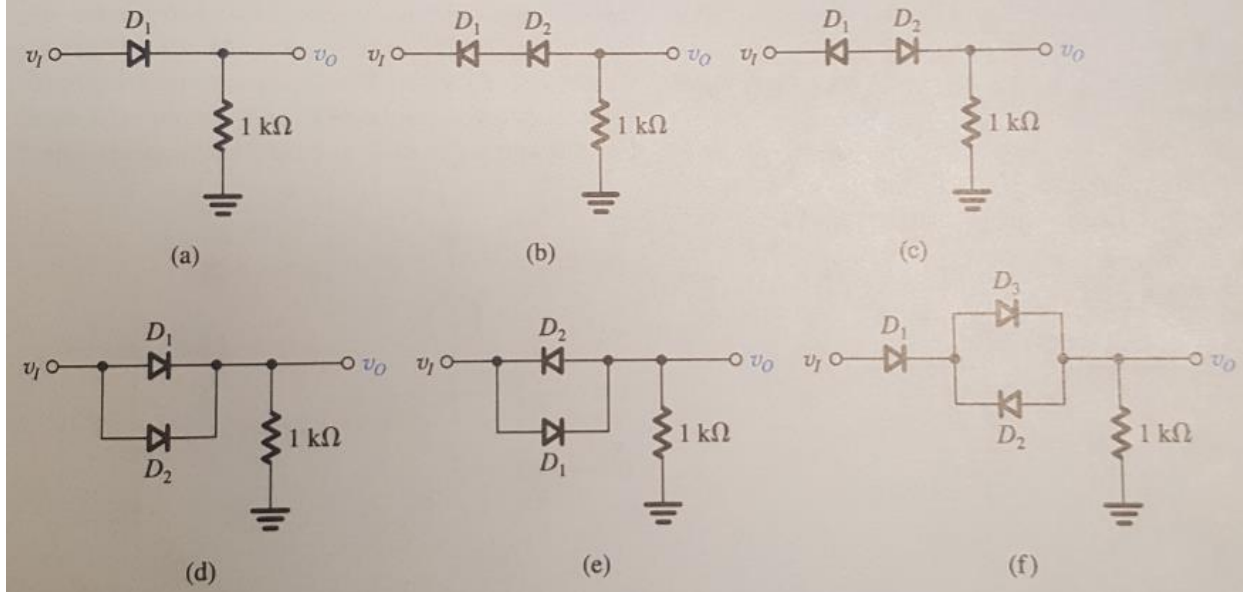 D1
vI vO
1 kΩ
(a)
D1 D2
vI vO
1 kΩ
(b)
D1 D2
vI vO
1 kΩ
(c)
D1
vI vO
D2
1 kΩ
(d)
D2
vI vO
D1
1 kΩ
(e)
D3
D1
vI vO
D2
1 kΩ
(f)